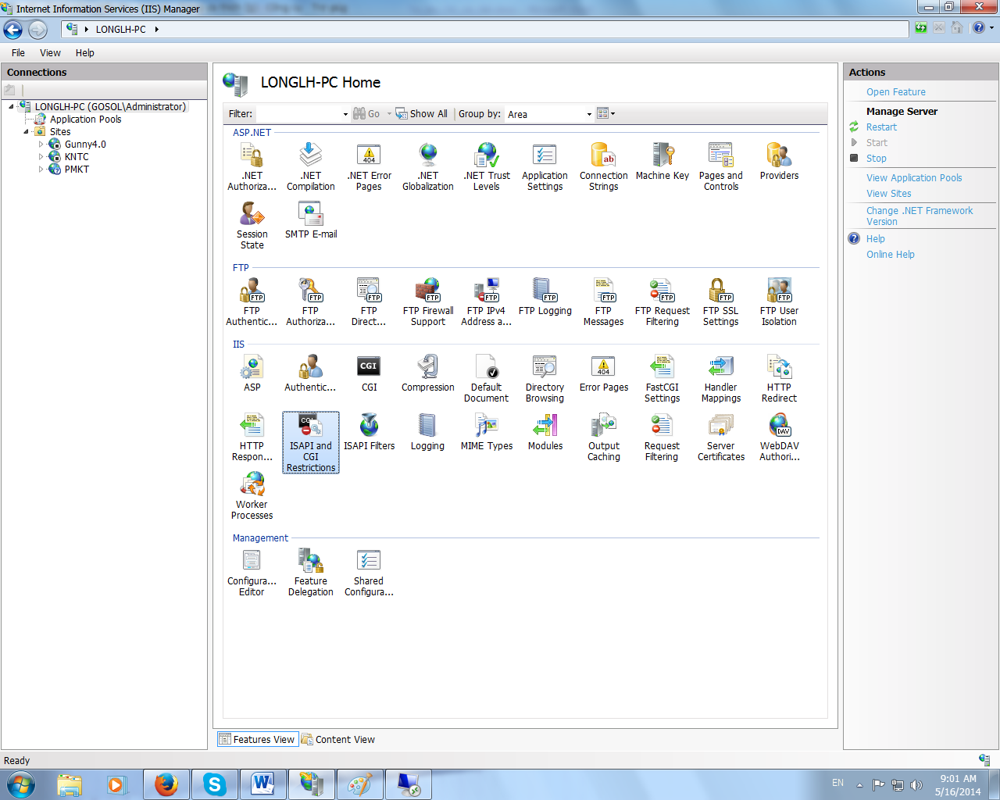 Internet Information Services (IIS) Manager
LONGLH-PC
File View Help
Connections
LONGLH-PC (GOSOL\Administrator)
Application Pools
Sites
Gunny4.0
KNTC
PMKT
LONGLH-PC Home
Filter: Go Show All Group by: Area
ASP.NET
.NET Authoriza...
.NET Compilation
.NET Error Pages
.NET Globalization
.NET Trust Levels
Application Settings
Connection Strings
Machine Key
Pages and Controls
Providers
Session State
SMTP E-mail
FTP
FTP Authentic...
FTP Authoriza...
FTP Direct...
FTP Firewall Support
FTP IPv4 Address a...
FTP Logging
FTP Messages
FTP Request Filtering
FTP SSL Settings
FTP User Isolation
IIS
ASP
Authentic...
CGI
CGI
Compression
Default Document
Directory Browsing
Error Pages
FastCGI Settings
Handler Mappings
HTTP Redirect
HTTP Respon...
ISAPI and CGI Restrictions
ISAPI Filters
Logging
MIME Types
Modules
Output Caching
Request Filtering
Server Certificates
WebDAV Authori...
Worker Processes
Management
Configura... Editor
Feature Delegation
Shared Configura...
Features View Content View
Actions
Open Feature
Manage Server
Restart
Start
Stop
View Application Pools
View Sites
Change .NET Framework
Version
Help
Online Help
Ready
EN
9:01 AM
5/16/2014